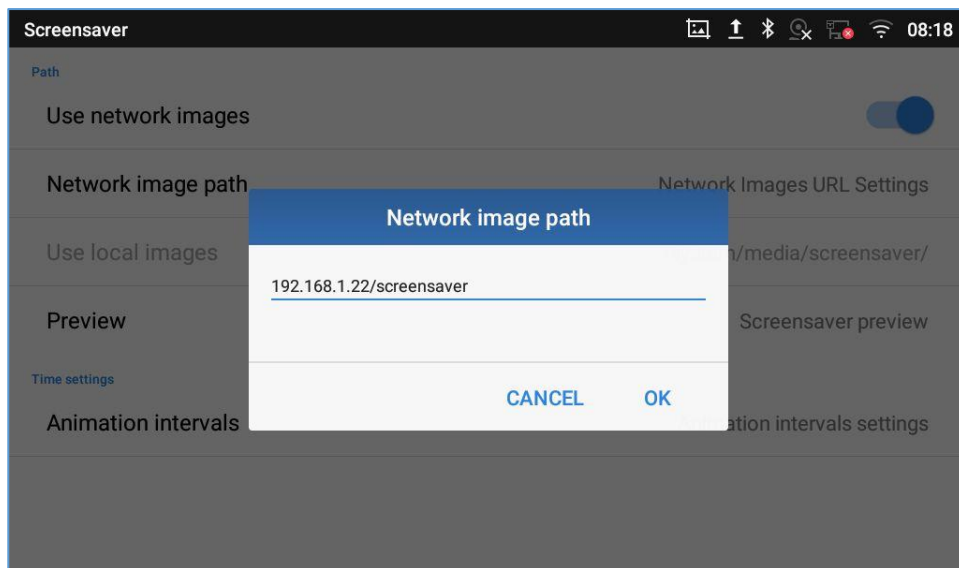 Screensaver
08:18
Path
Use network images
Network image path
Network Images URL Settings
Network image path
Use local images
/media/screensaver/
192.168.1.22/screensaver
Preview
Screensaver preview
Time settings
CANCEL
OK
Animation intervals
intervals settings